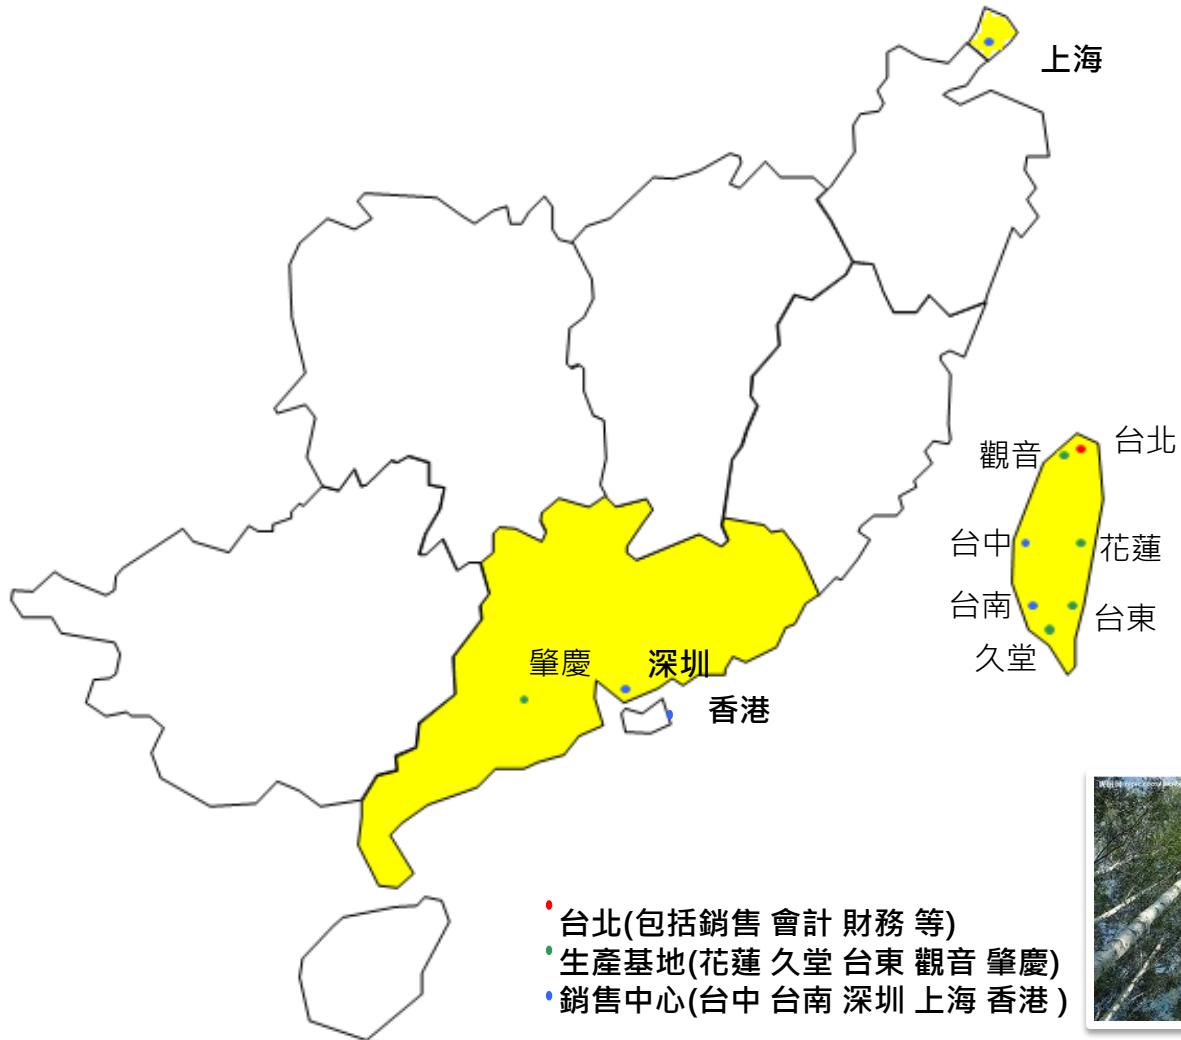 上海
台北
觀音
台中
花蓮
台南
台東
久堂
肇慶
深圳
香港
台北(包括銷售 會計 財務 等)
生產基地(花蓮 久堂 台東 觀音 肇慶)
銷售中心(台中 台南 深圳 上海 香港 )